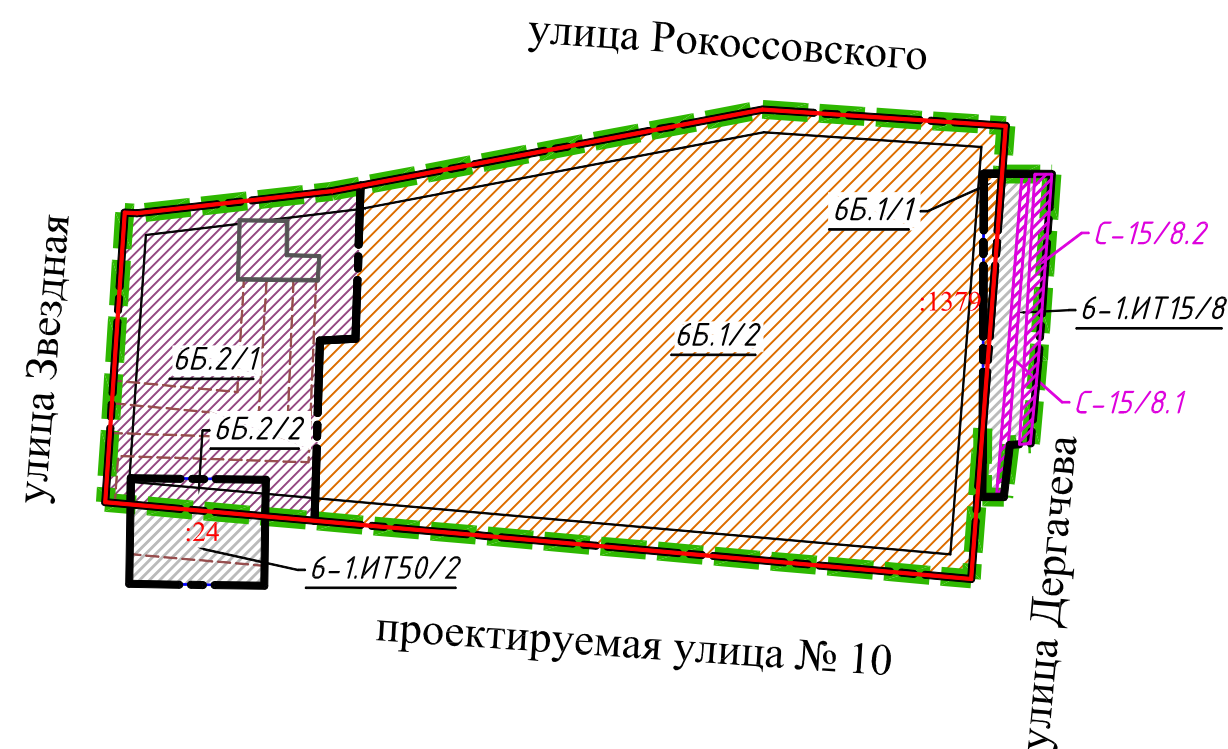 улица Рокоссовского
6Б.1/1
С-15/8.2
улица Звездная
:1379
6-1.ИТ15/8
6Б.1/2
6Б.2/1
С-15/8.1
6Б.2/2
:24
6-1.ИТ50/2
улица Дергачева
проектируемая улица № 10